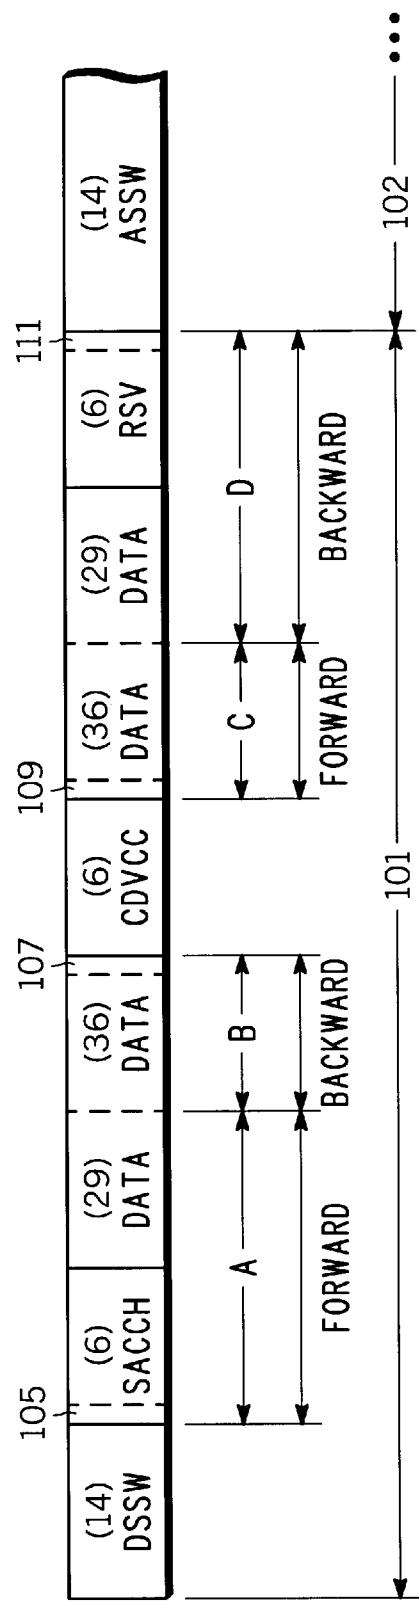 105
107
109
111
(14)
DSSW
(6)
SACCH
(29)
DATA
(36)
DATA
(6)
CDVCC
(36)
DATA
(29)
DATA
(6)
RSV
(14)
ASSW
A
B
C
D
FORWARD
BACKWARD
FORWARD
BACKWARD
101
102